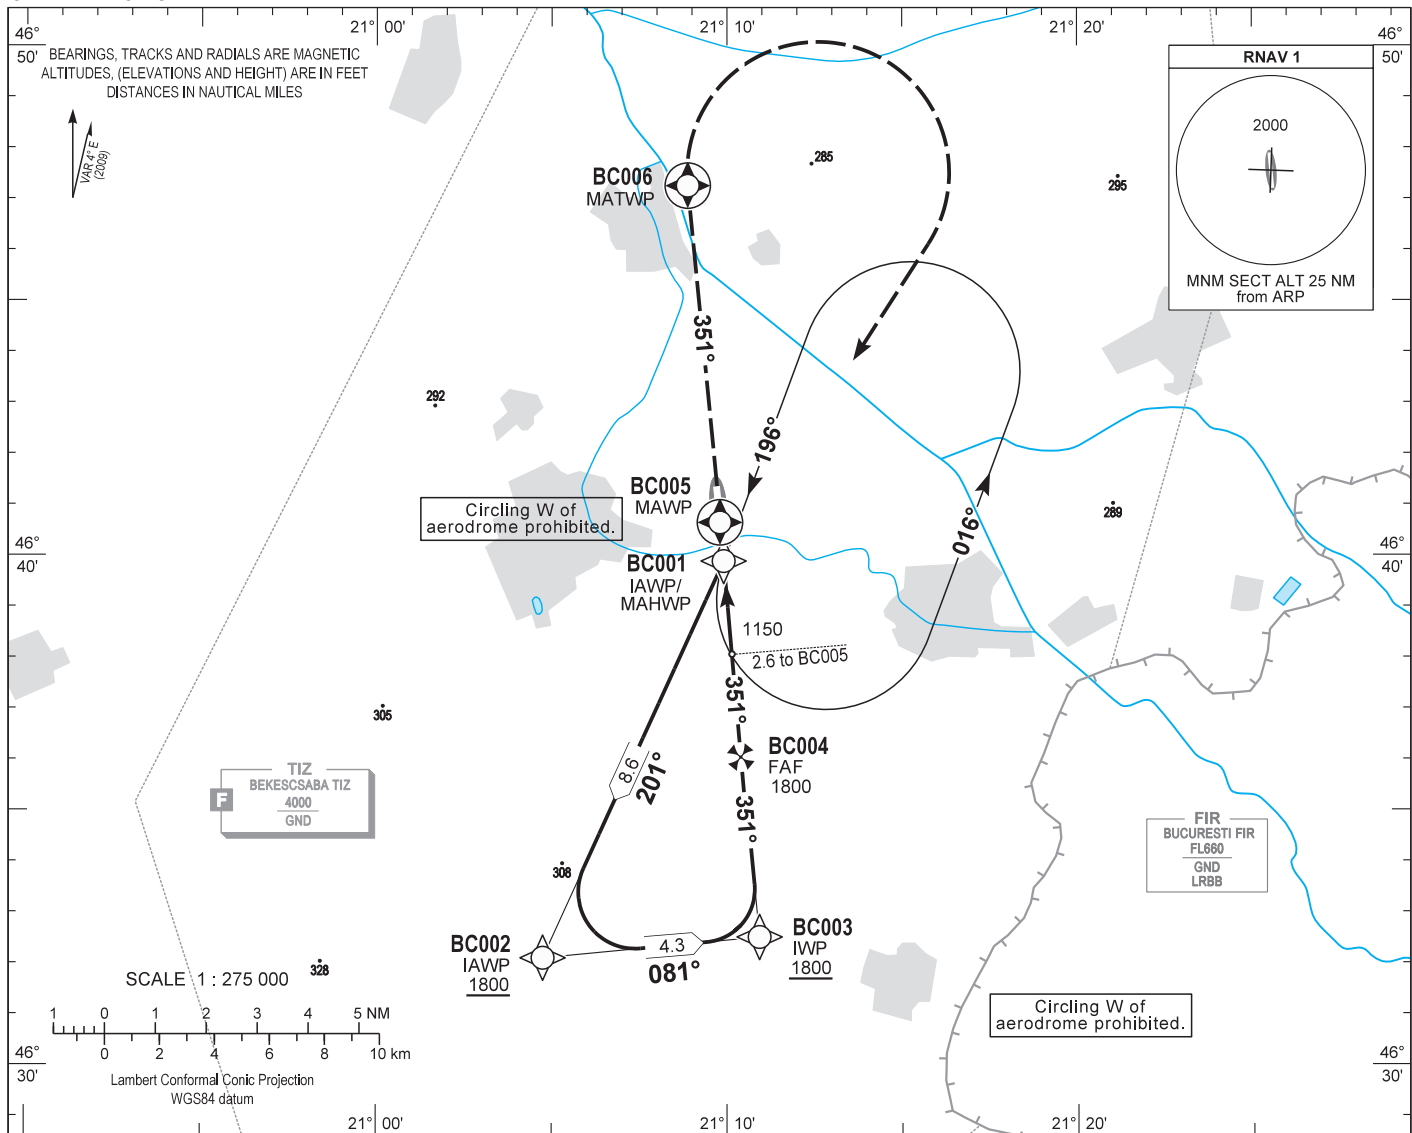 21° 00'
21° 10'
21° 20'
46°
50'
46°
50'
BEARINGS, TRACKS AND RADIALS ARE MAGNETIC
ALTITUDES, (ELEVATIONS AND HEIGHT) ARE IN FEET
DISTANCES IN NAUTICAL MILES
VAR 4° E
(2009)
RNAV 1
2000
MNM SECT ALT 25 NM
from ARP
285
295
BC006
MATWP
351°
292
196°
BC005
MAWP
Circling W of
aerodrome prohibited.
289
016°
46°
40'
46°
40'
BC001
IAWP/
MAHWP
1150
2.6 to BC005
351°
305
BC004
FAF
1800
8.6
201°
351°
TIZ
BEKESCSABA TIZ
4000
GND
F
FIR
BUCURESTI FIR
FL660
GND
LRBB
308
BC002
IAWP
1800
4.3
081°
BC003
IWP
1800
328
SCALE 1 : 275 000
1 0 1 2 3 4 5 NM
0 2 4 6 8 10 km
Lambert Conformal Conic Projection
WGS84 datum
Circling W of
aerodrome prohibited.
46°
30'
46°
30'
21° 00'
21° 10'
21° 20'